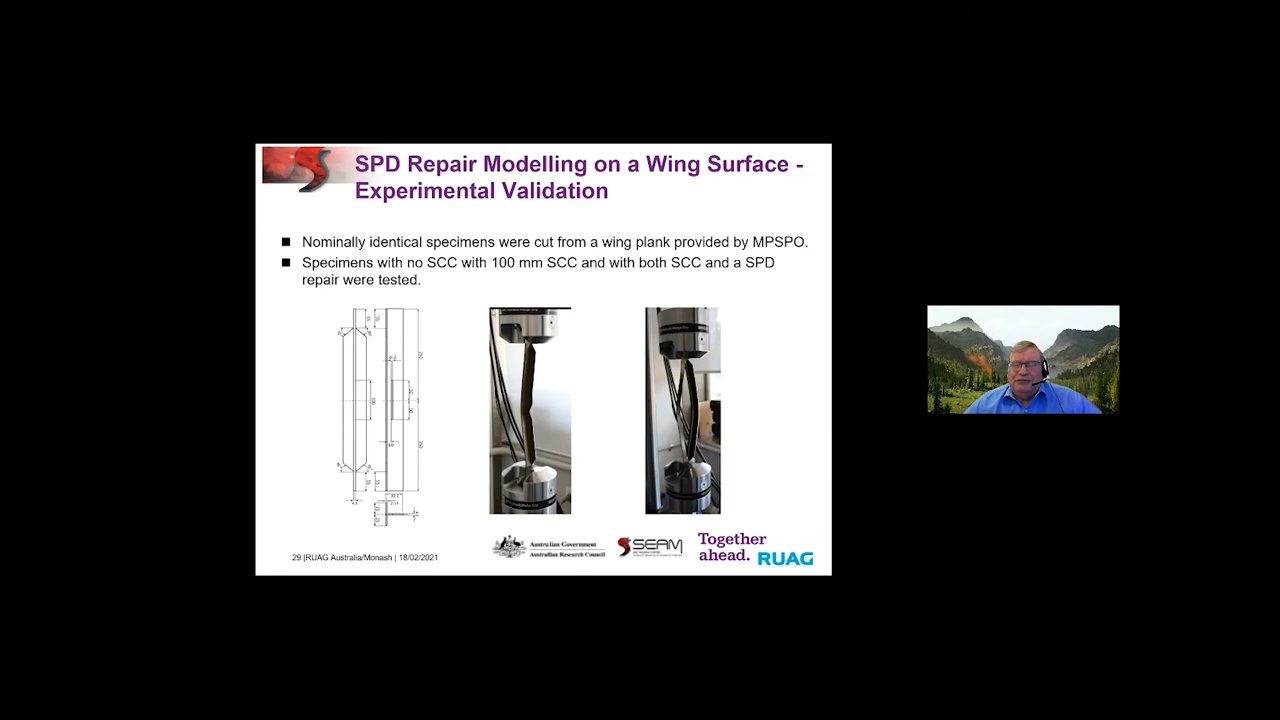 SPD Repair Modelling on a Wing Surface -
Experimental Validation
Nominally identical specimens were cut from a wing plank provided by MPSPO.
Specimens with no SCC with 100 mm SCC and with both SCC and a SPD
repair were tested.
29 |RUAG Australia/Monash | 18/02/2021
Australian Government
Australian Research Council
SEAM
Together
ahead. RUAG